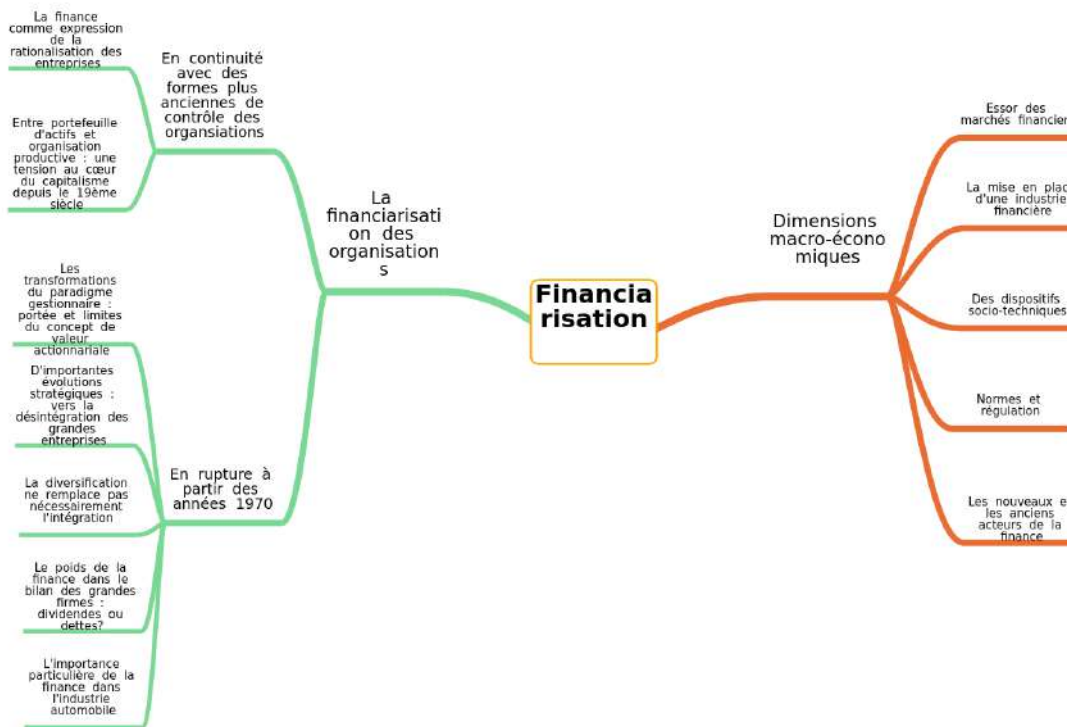 La finance
comme expression
de la
rationalisation des
entreprises
Entre portefeuille
d'actifs et
organisation
productive : une
tension au cœur
du capitalisme
depuis le 19ème
siècle
En continuité
avec des
formes plus
anciennes de
contrôle des
organsiations
Les
transformations
du paradigme
gestionnaire :
portée et limites
du concept de
valeur
actionnariale
D'importantes
évolutions
stratégiques :
vers la
désintégration des
grandes
entreprises
La diversification
ne remplace pas
nécessairement
l'intégration
Le poids de la
finance dans le
bilan des grandes
firmes :
dividendes ou
dettes?
L'importance
particulière de la
finance dans
l'industrie
automobile
En rupture à
partir des
années 1970
La
financiarisati
on des
organisation
s
Financia
risation
Dimensions
macro-écono
miques
Essor des
marchés financier
La mise en plac
d'une industrie
financière
Des dispositifs
socio-techniques
Normes et
régulation
Les nouveaux e
les anciens
acteurs de la
finance